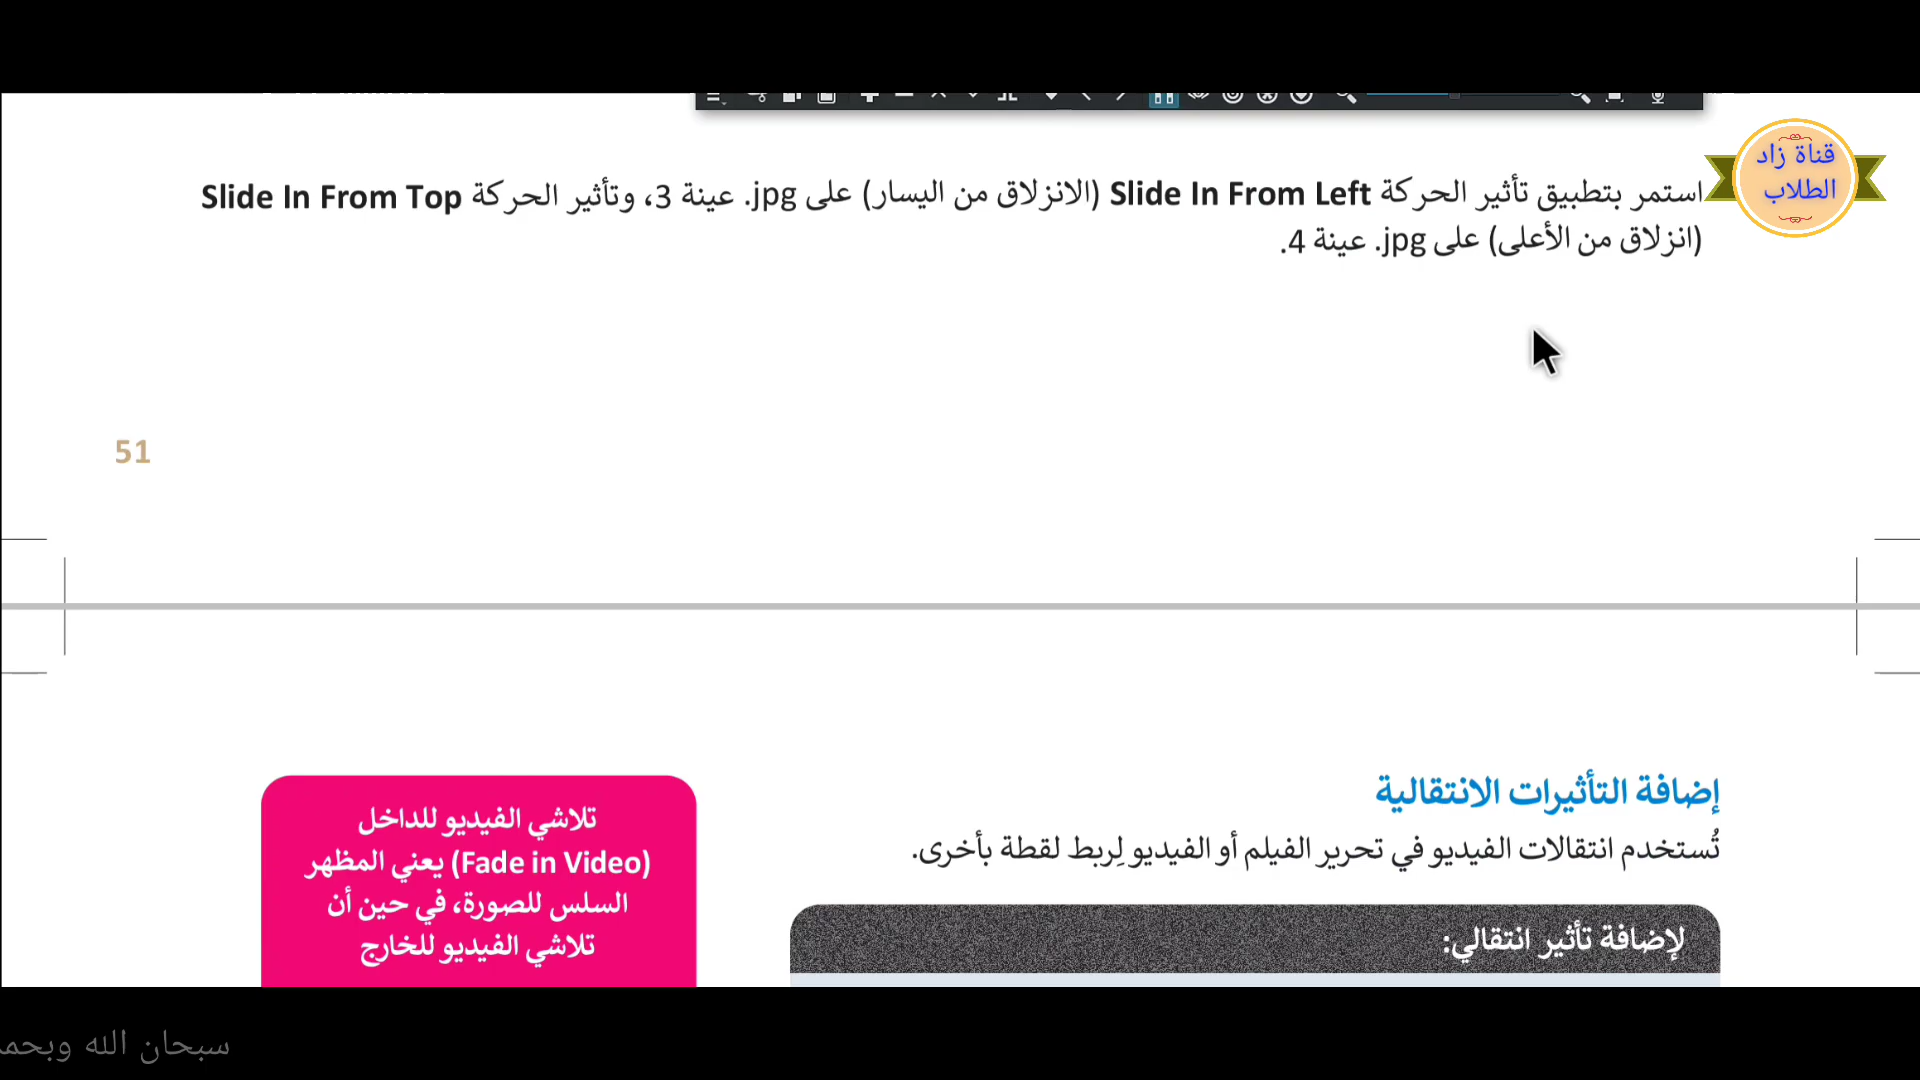 قناة زاد
الطلاب
استمر بتطبيق تأثير الحركة Slide In From Left (الانزلاق من اليسار) على jpg. عينة 3، وتأثير الحركة Slide In From Top
(انزلاق من الأعلى) على jpg. عينة 4.
51
إضافة التأثيرات الانتقالية
تُستخدم انتقالات الفيديو في تحرير الفيلم أو الفيديو لِربط لقطة بأخرى.
لإضافة تأثير انتقالي:
تلاشي الفيديو للداخل
(Fade in Video) يعني المظهر
السلس للصورة، في حين أن
تلاشي الفيديو للخارج
سبحان الله